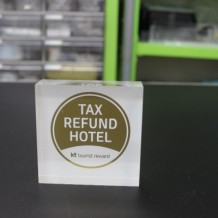 TAX
REFUND
HOTEL
kt tourist reward